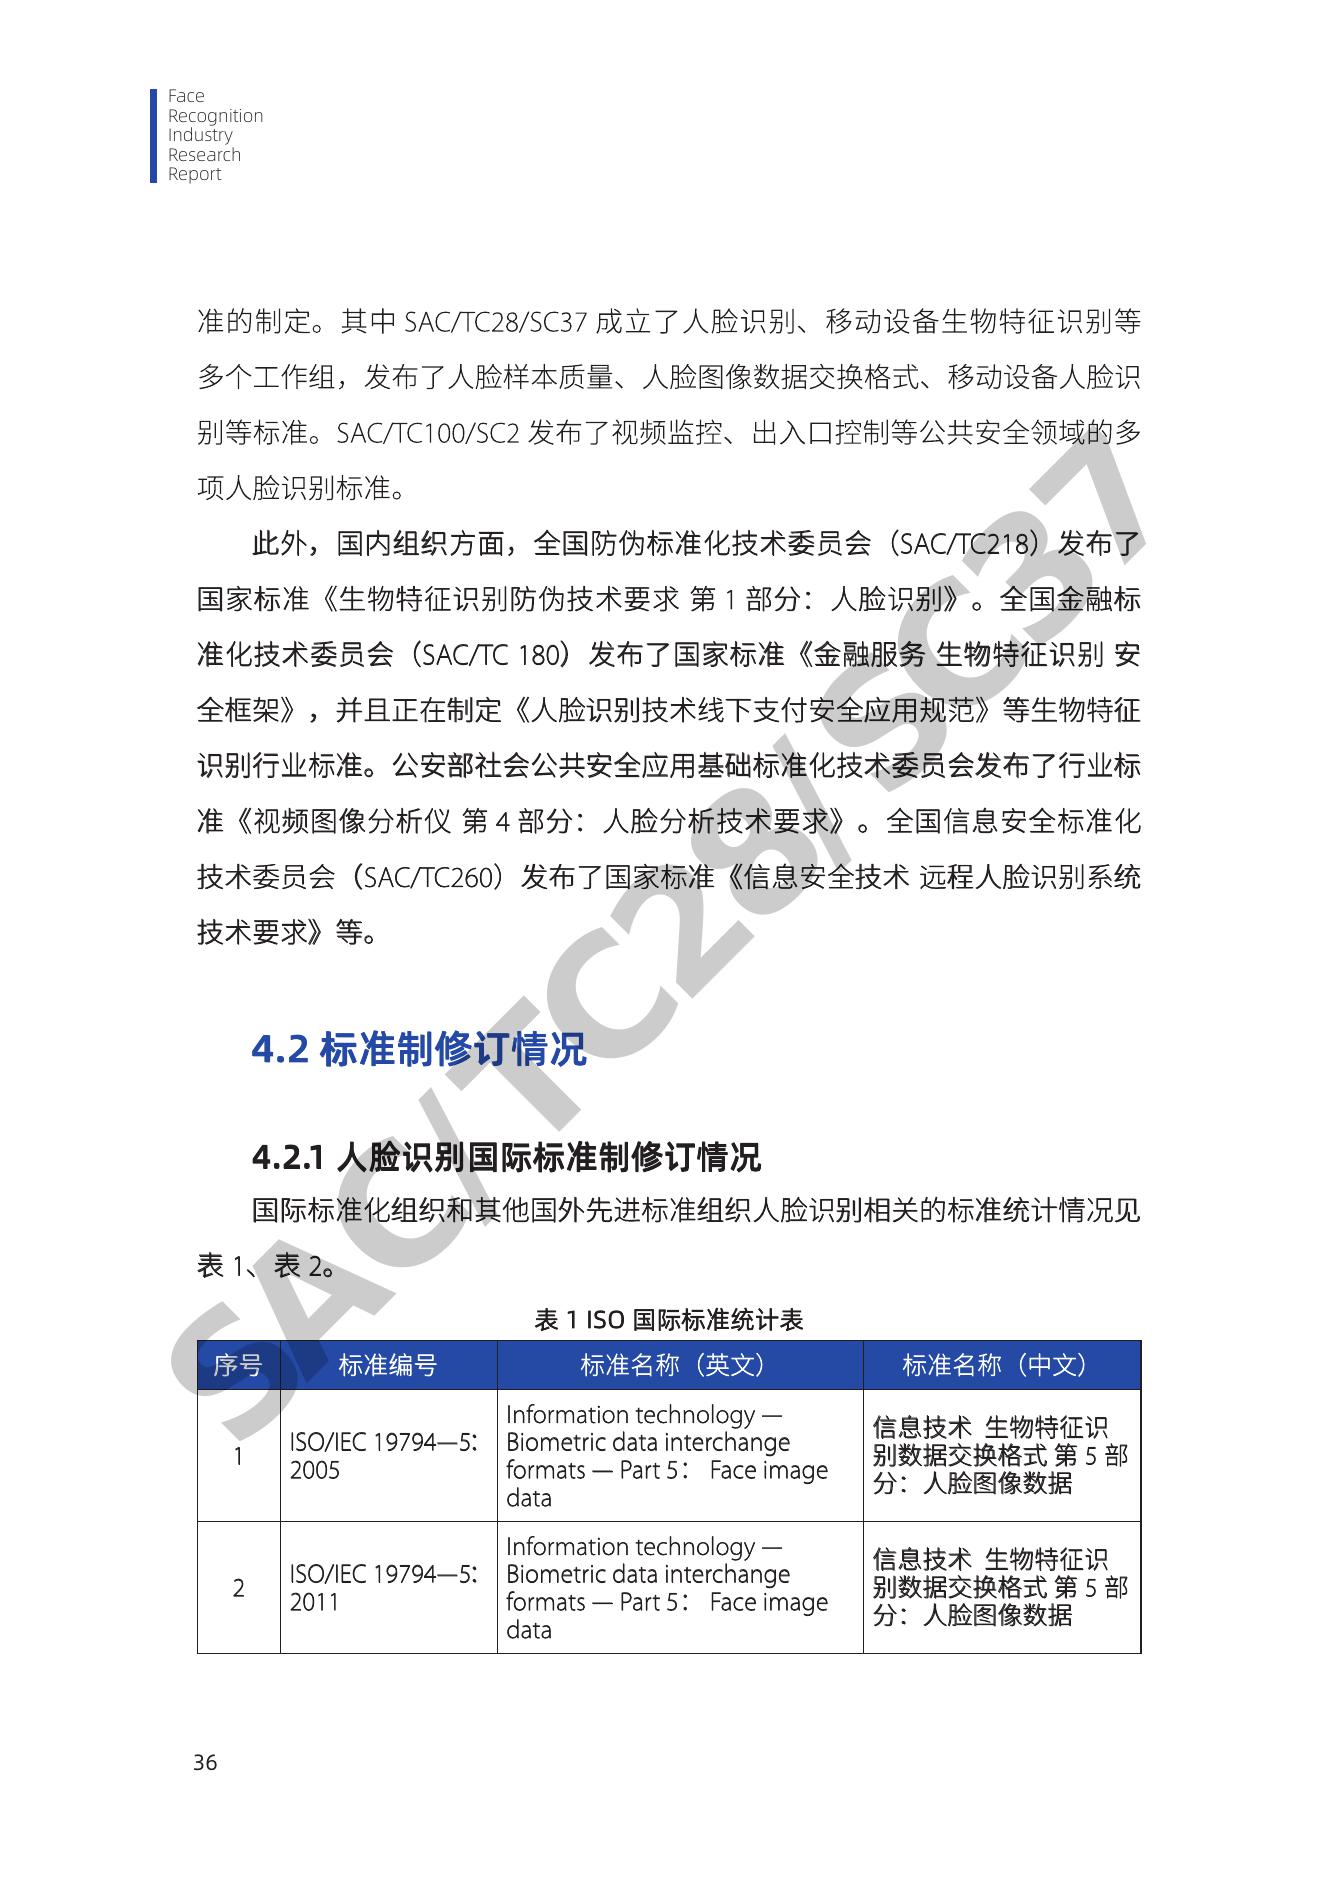 Face
Recognition
Industry
Research
Report
准的制定。其中 SAC/TC28/SC37 成立了人脸识别、移动设备生物特征识别等
多个工作组，发布了人脸样本质量、人脸图像数据交换格式、移动设备人脸识
别等标准。SAC/TC100/SC2 发布了视频监控、出入口控制等公共安全领域的多
项人脸识别标准。
此外，国内组织方面，全国防伪标准化技术委员会（SAC/TC218）发布了
国家标准《生物特征识别防伪技术要求 第 1 部分：人脸识别》。全国金融标
准化技术委员会（SAC/TC 180）发布了国家标准《金融服务 生物特征识别 安
全框架》，并且正在制定《人脸识别技术线下支付安全应用规范》等生物特征
识别行业标准。公安部社会公共安全应用基础标准化技术委员会发布了行业标
准《视频图像分析仪 第 4 部分：人脸分析技术要求》。全国信息安全标准化
技术委员会（SAC/TC260）发布了国家标准《信息安全技术 远程人脸识别系统
技术要求》等。
4.2 标准制修订情况
4.2.1 人脸识别国际标准制修订情况
国际标准化组织和其他国外先进标准组织人脸识别相关的标准统计情况见
表 1、表 2。
表 1 ISO 国际标准统计表
序号 标准编号 标准名称（英文） 标准名称（中文）
1
ISO/IEC 19794—5：
2005
Information technology —
Biometric data interchange
formats — Part 5： Face image
data
信息技术 生物特征识
别数据交换格式 第 5 部
分：人脸图像数据
2
ISO/IEC 19794—5：
2011
Information technology —
Biometric data interchange
formats — Part 5： Face image
data
信息技术 生物特征识
别数据交换格式 第 5 部
分：人脸图像数据
36
SAC/TC28/SC37